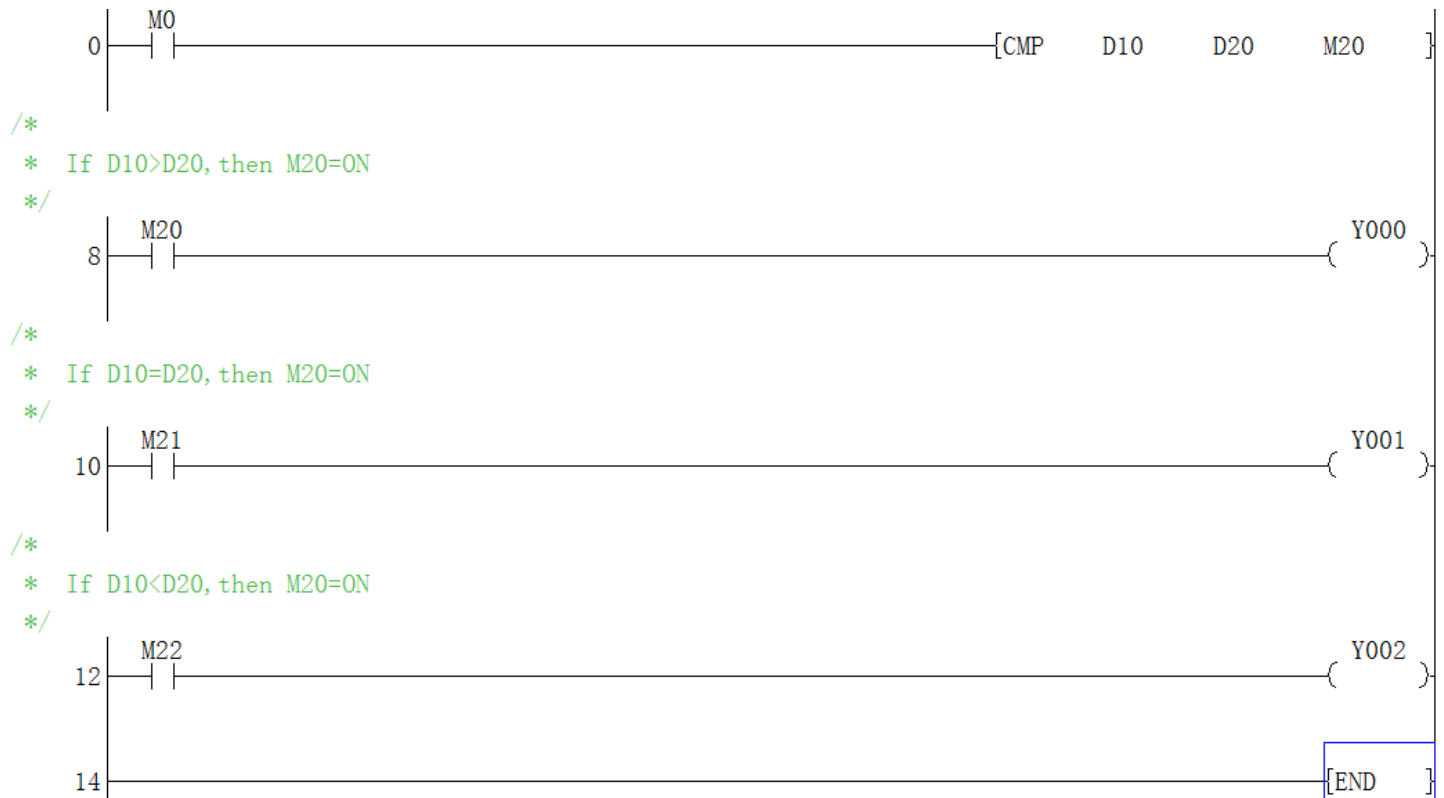 M0
0 [CMP D10 D20 M20 ]
/*
* If D10>D20, then M20=ON
*/
M20 Y000
8 ( )
/*
* If D10=D20, then M20=ON
*/
M21 Y001
10 ( )
/*
* If D10<D20, then M20=ON
*/
M22 Y002
12 ( )
14 [END ]